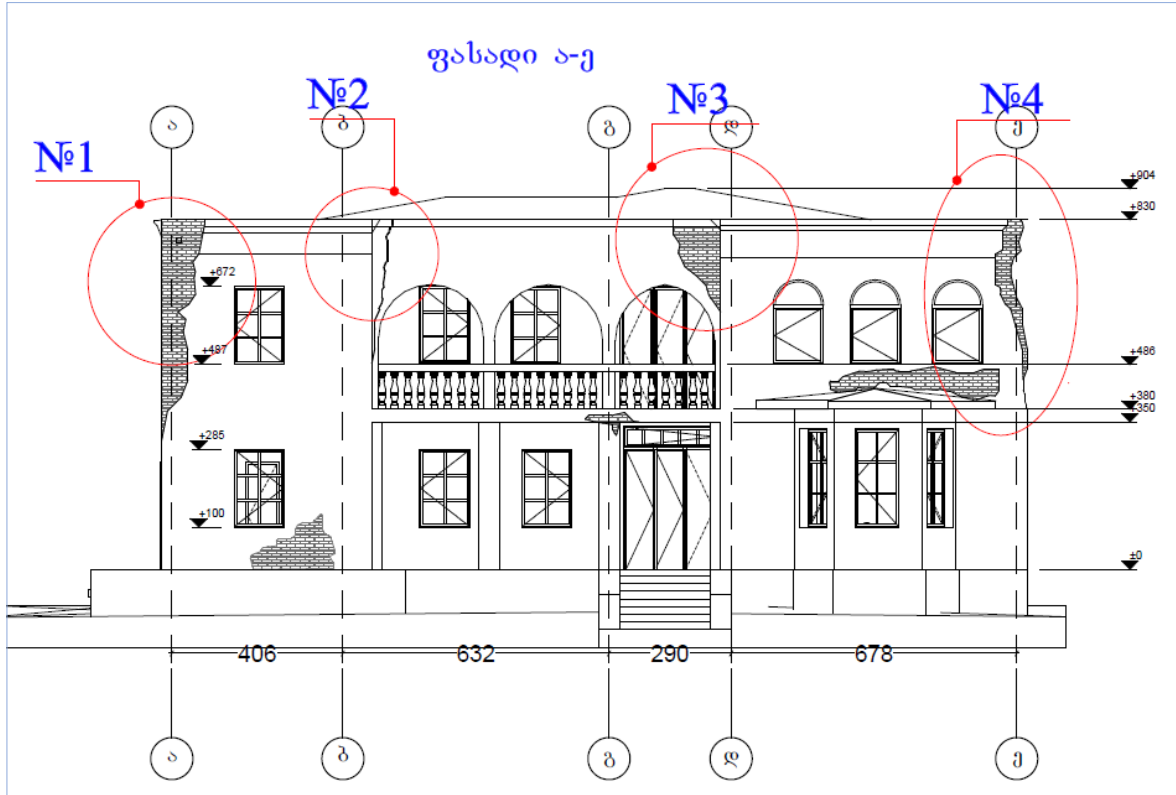 ფასადი ა-ე
№1
№2
№3
№4
ა
ბ
გ
დ
ე
+904
+830
+672
+487
+486
+380
+350
+285
+100
±0
406
632
290
678
ა
ბ
გ
დ
ე